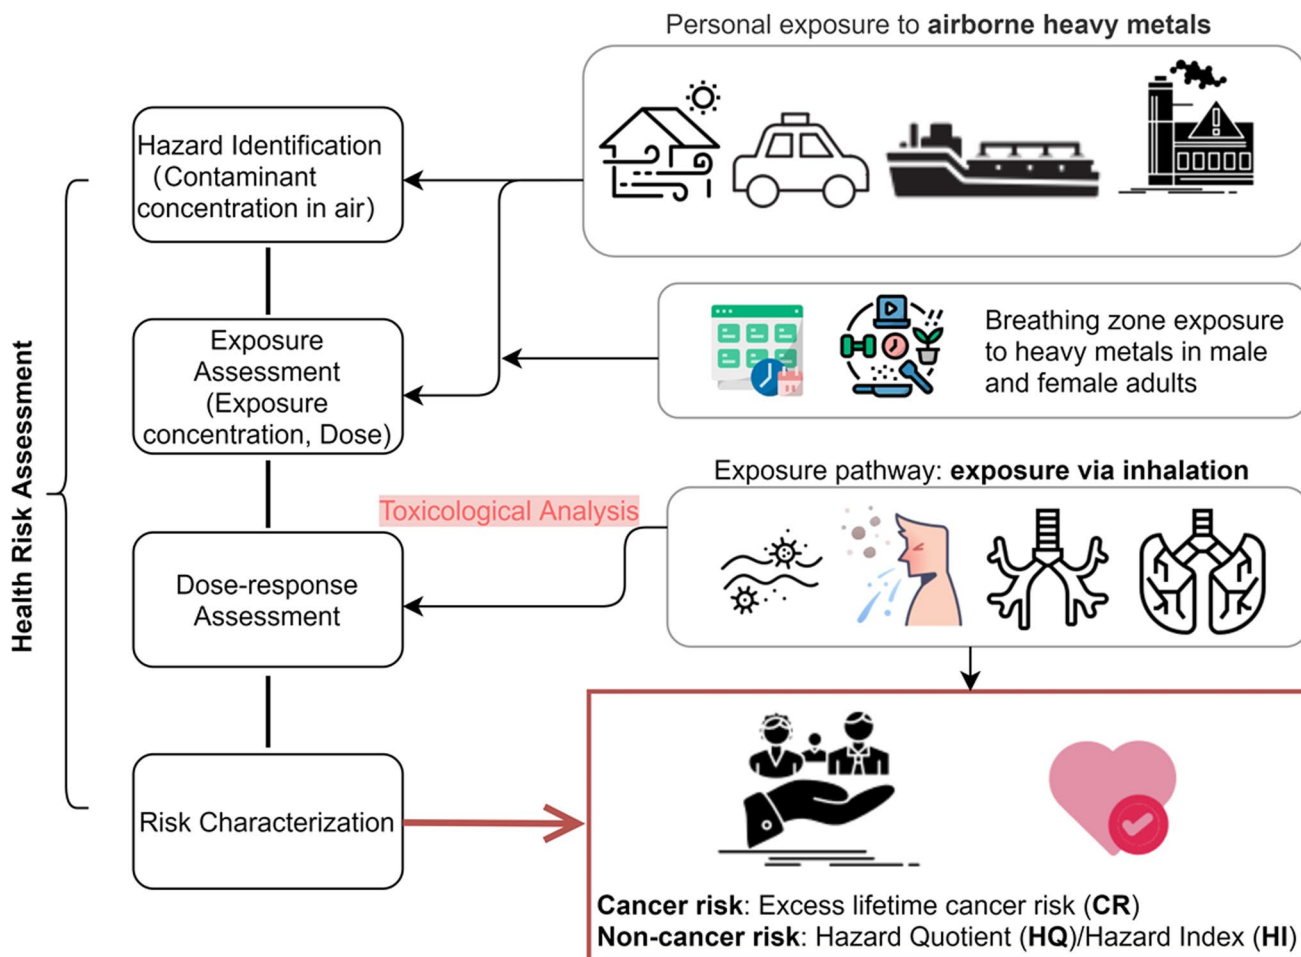 Personal exposure to airborne heavy metals
Hazard Identification
（Contaminant
concentration in air）
Exposure
Assessment
(Exposure
concentration, Dose)
Breathing zone exposure
to heavy metals in male
and female adults
Health Risk Assessment
Exposure pathway: exposure via inhalation
Toxicological Analysis
Dose-response
Assessment
Risk Characterization
Cancer risk: Excess lifetime cancer risk (CR)
Non-cancer risk: Hazard Quotient (HQ)/Hazard Index (HI)